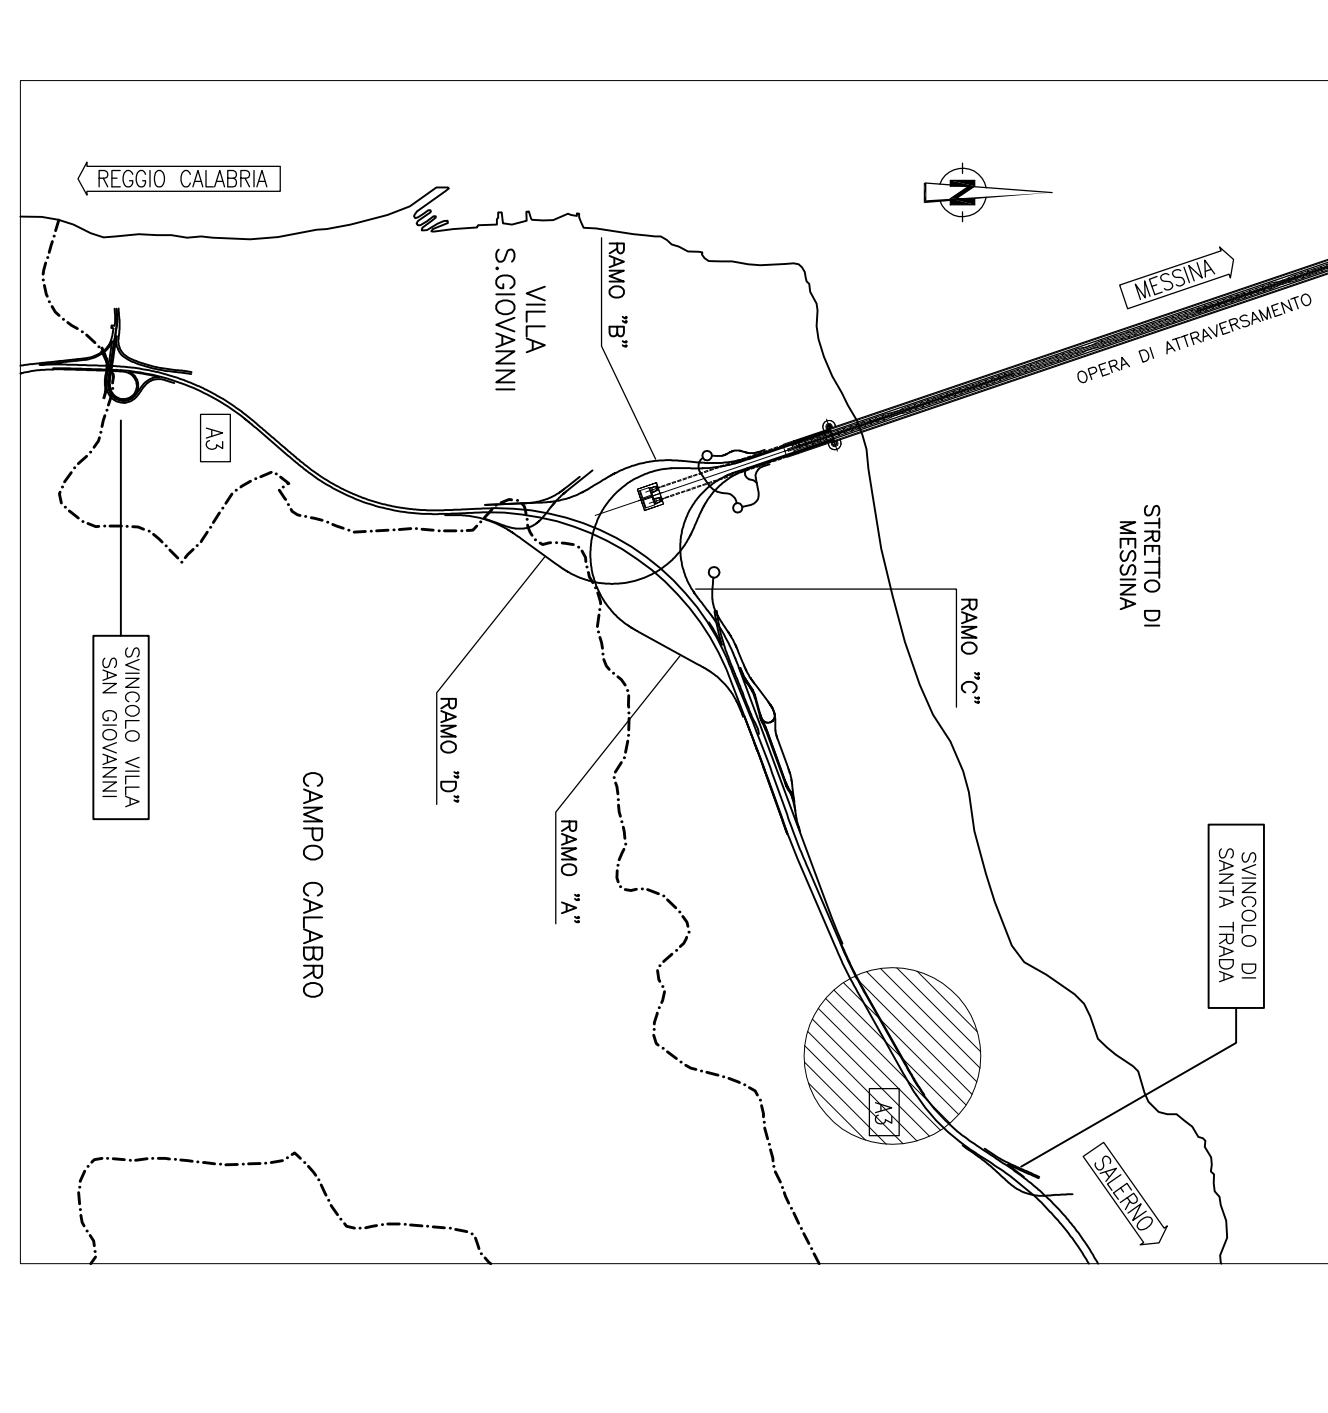 REGGIO CALABRIA
N
MESSINA
OPERA DI ATTRAVERSAMENTO
VILLA
S.GIOVANNI
RAMO "B"
A3
STRETTO DI
MESSINA
RAMO "C"
SVINCOLO VILLA
SAN GIOVANNI
RAMO "D"
RAMO "A"
CAMPO CALABRO
SVINCOLO DI
SANTA TRADA
A3
SALERNO